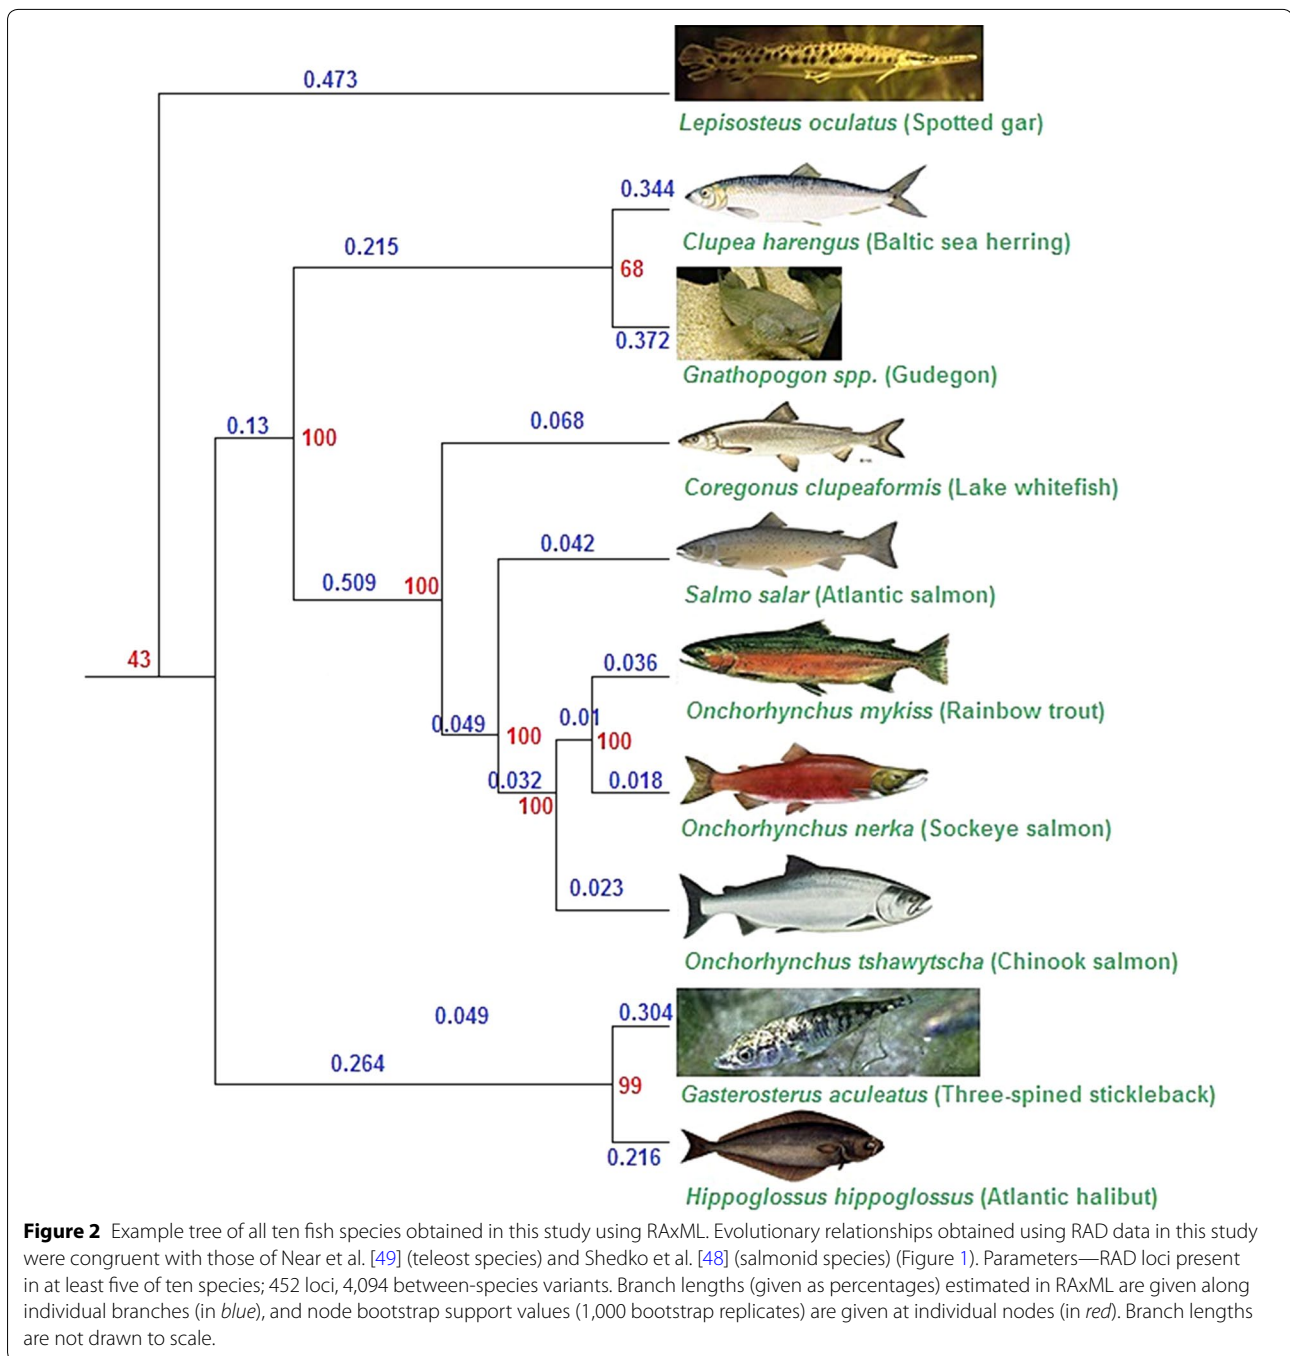 0.473
Lepisosteus oculatus (Spotted gar)
0.344
Clupea harengus (Baltic sea herring)
0.215
68
0.372
Gnathopogon spp. (Gudegon)
0.13
100
0.068
Coregonus clupeaformis (Lake whitefish)
0.042
0.509
100
Salmo salar (Atlantic salmon)
43
0.036
Onchorhynchus mykiss (Rainbow trout)
0.049
100
0.01
100
0.032
100
0.018
Onchorhynchus nerka (Sockeye salmon)
0.023
Onchorhynchus tshawytscha (Chinook salmon)
0.049
0.304
0.264
99
Gasterosterus aculeatus (Three-spined stickleback)
0.216
Hippoglossus hippoglossus (Atlantic halibut)
Figure 2 Example tree of all ten fish species obtained in this study using RAxML. Evolutionary relationships obtained using RAD data in this study
were congruent with those of Near et al. [49] (teleost species) and Shedko et al. [48] (salmonid species) (Figure 1). Parameters—RAD loci present
in at least five of ten species; 452 loci, 4,094 between-species variants. Branch lengths (given as percentages) estimated in RAxML are given along
individual branches (in blue), and node bootstrap support values (1,000 bootstrap replicates) are given at individual nodes (in red). Branch lengths
are not drawn to scale.